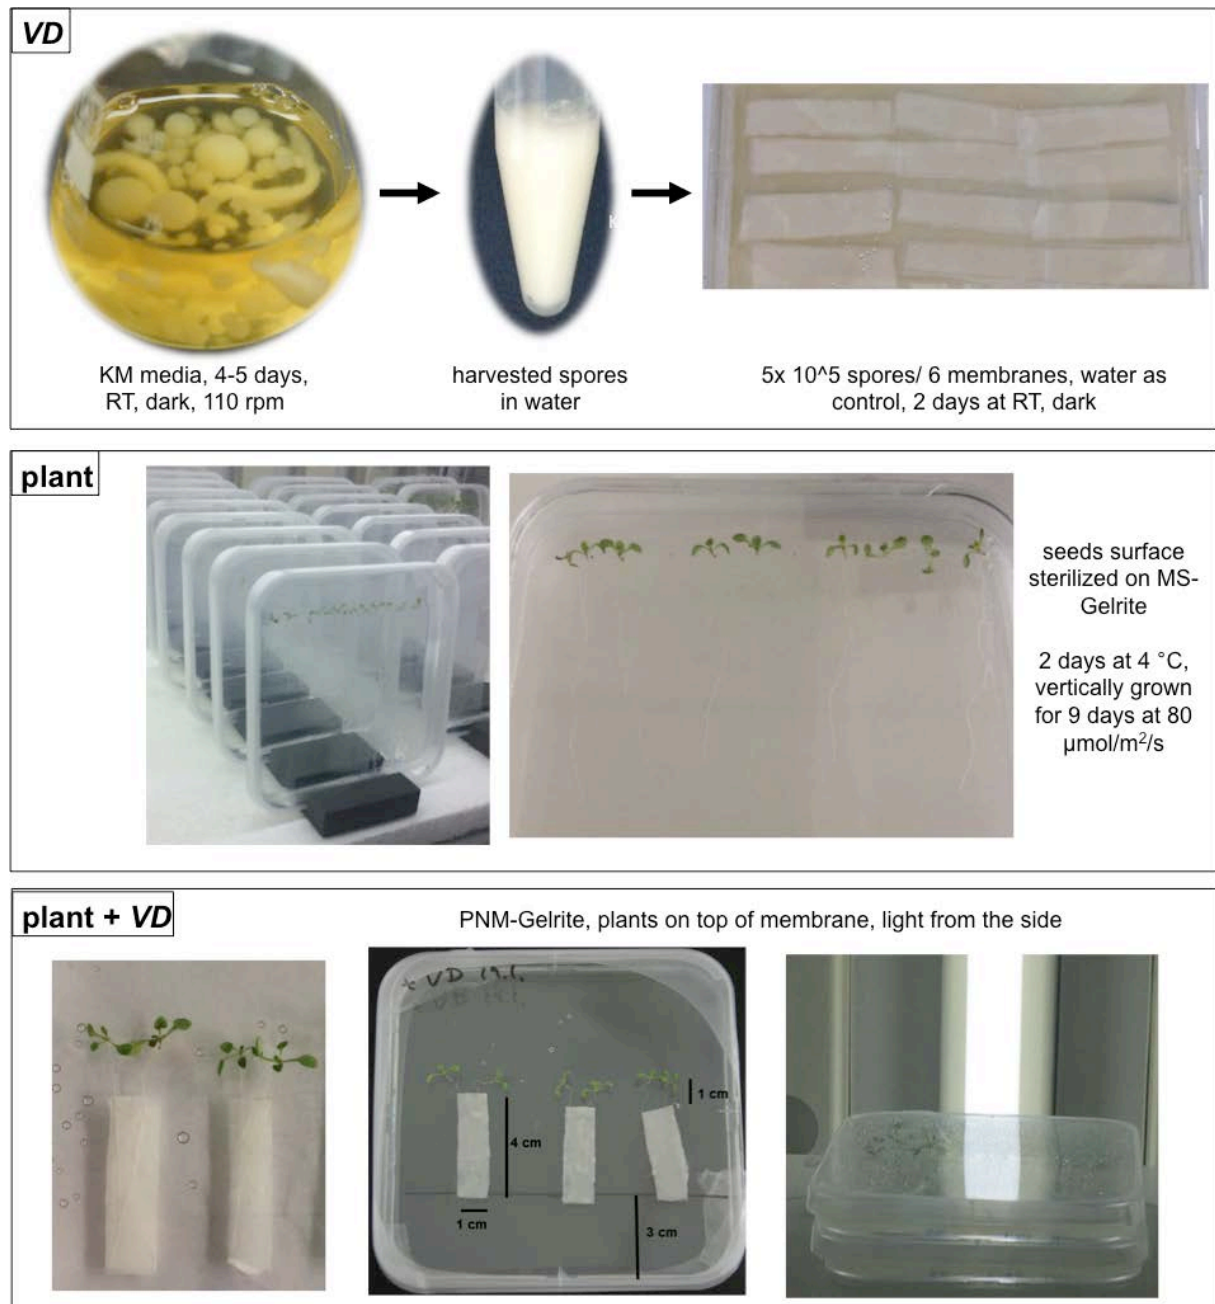 VD
KM media, 4-5 days,
RT, dark, 110 rpm
harvested spores
in water
5x 10^5 spores/ 6 membranes, water as
control, 2 days at RT, dark
plant
seeds surface
sterilized on MS-
Gelrite
2 days at 4 °C,
vertically grown
for 9 days at 80
µmol/m²/s
plant + VD
PNM-Gelrite, plants on top of membrane, light from the side
+ VD 19.1.
1 cm
4 cm
1 cm
3 cm